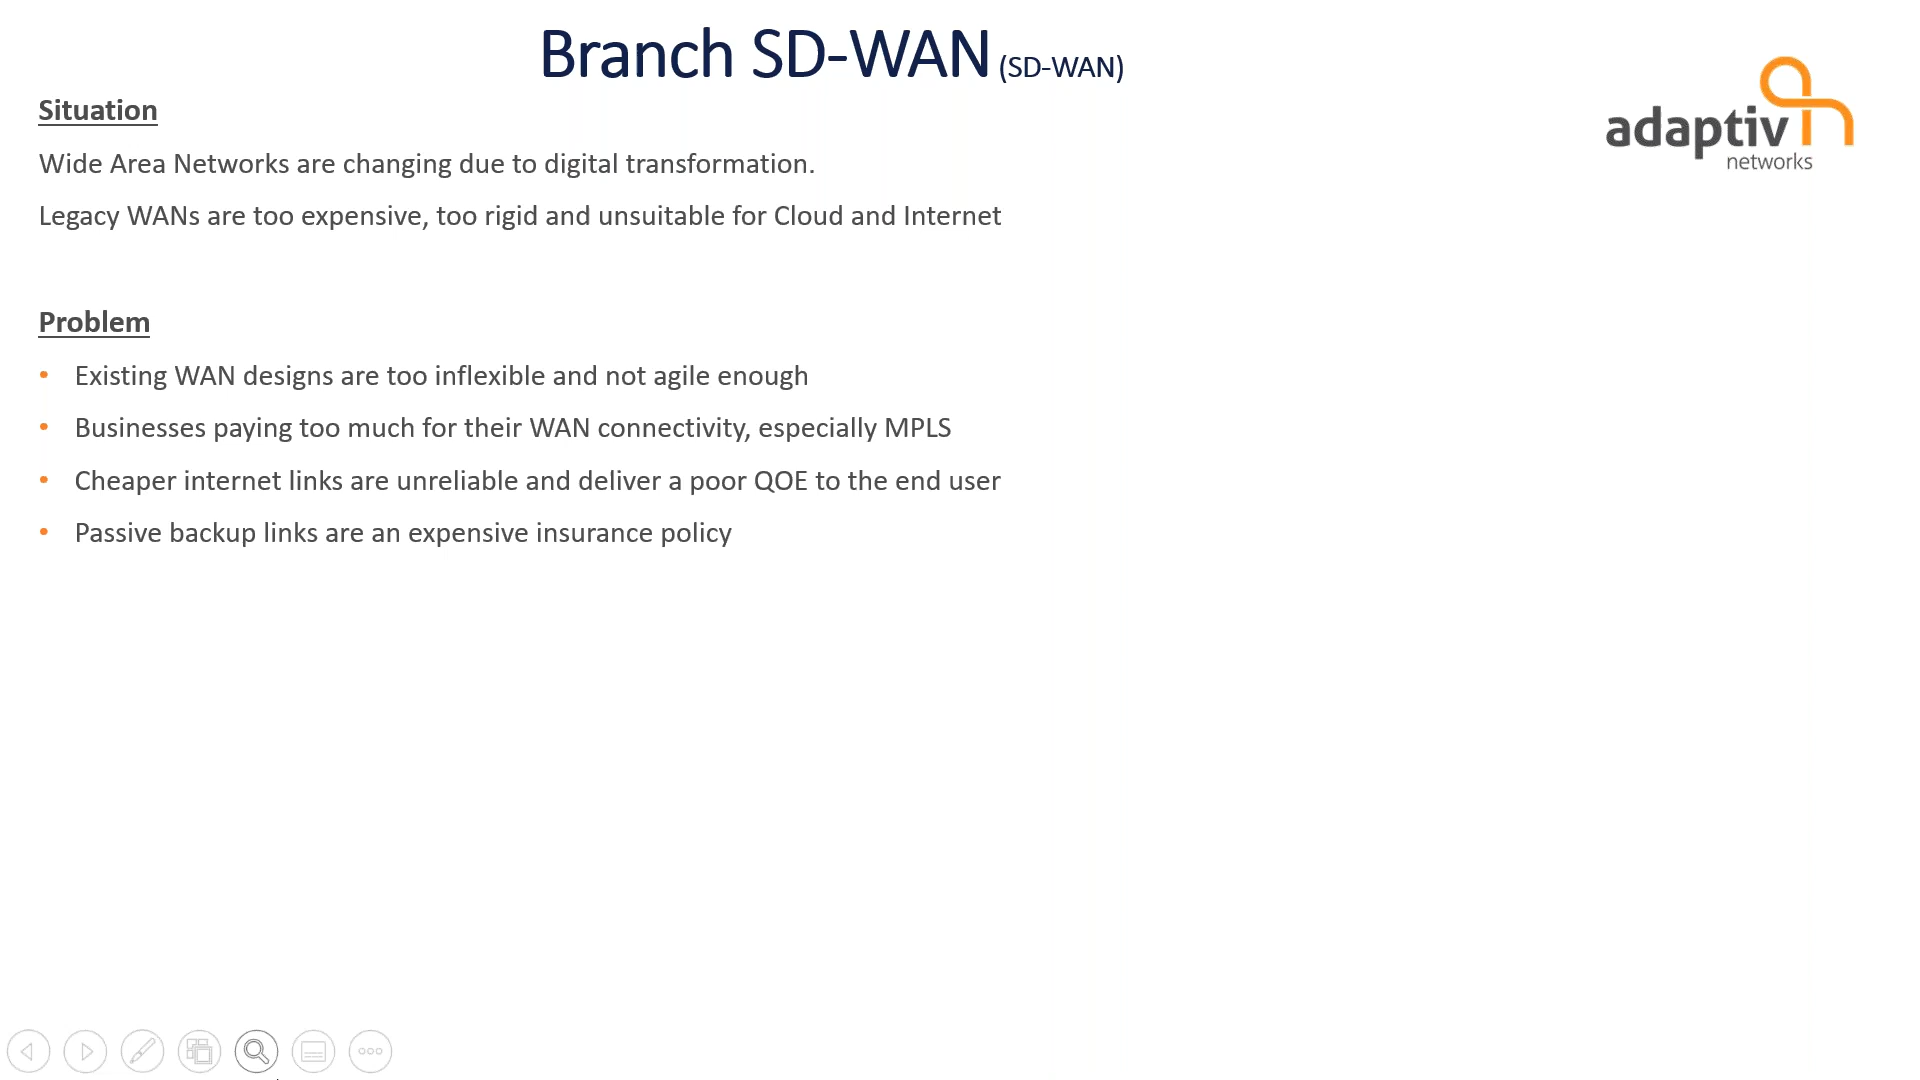 Branch SD-WAN (SD-WAN)
Situation
Wide Area Networks are changing due to digital transformation.
Legacy WANs are too expensive, too rigid and unsuitable for Cloud and Internet
Problem
• Existing WAN designs are too inflexible and not agile enough
• Businesses paying too much for their WAN connectivity, especially MPLS
• Cheaper internet links are unreliable and deliver a poor QOE to the end user
• Passive backup links are an expensive insurance policy
adaptiv
networks